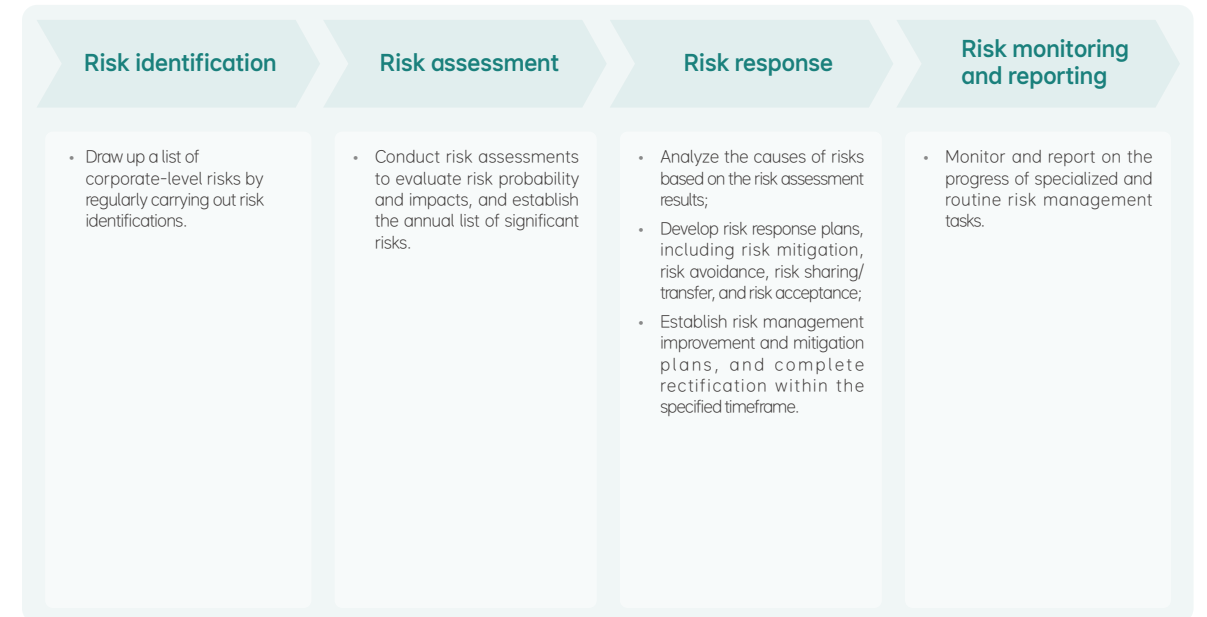 Risk identification
Risk assessment
Risk response
Risk monitoring
and reporting
• Draw up a list of
corporate-level risks by
regularly carrying out risk
identifications.
• Conduct risk assessments
to evaluate risk probability
and impacts, and establish
the annual list of significant
risks.
• Analyze the causes of risks
based on the risk assessment
results;
• Develop risk response plans,
including risk mitigation,
risk avoidance, risk sharing/
transfer, and risk acceptance;
• Establish risk management
improvement and mitigation
plans, and complete
rectification within the
specified timeframe.
• Monitor and report on the
progress of specialized and
routine risk management
tasks.